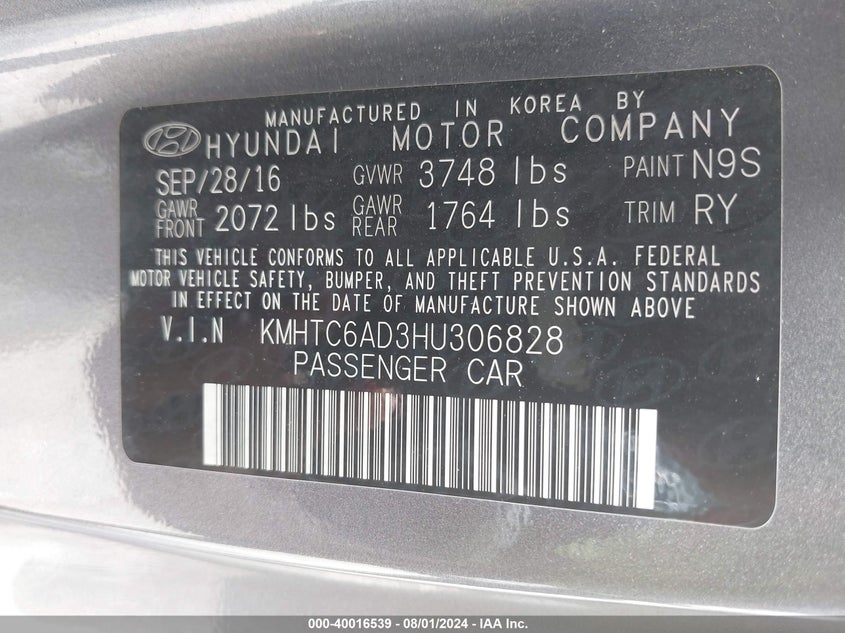 MANUFACTURED IN KOREA BY
HYUNDAI MOTOR COMPANY
SEP/28/16 GVWR 3748 lbs PAINT N9S
GAWR FRONT 2072 lbs GAWR REAR 1764 lbs TRIM RY
THIS VEHICLE CONFORMS TO ALL APPLICABLE U.S.A. FEDERAL
MOTOR VEHICLE SAFETY, BUMPER, AND THEFT PREVENTION STANDARDS
IN EFFECT ON THE DATE OF MANUFACTURE SHOWN ABOVE
V.I.N KMHTC6AD3HU306828
PASSENGER CAR
000-40016539 - 08/01/2024 - IAA Inc.